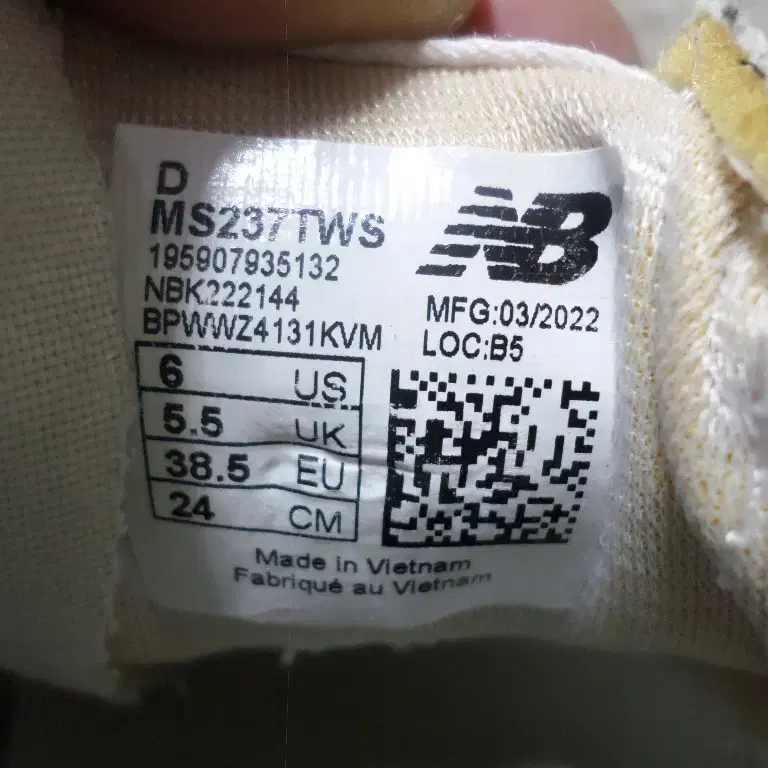 D
MS237TWS
195907935132
NBK222144
BPWWZ4131KVM
NB
MFG:03/2022
LOC:B5
6 US
5.5 UK
38.5 EU
24 CM
Made in Vietnam
Fabriqué au Vietnam